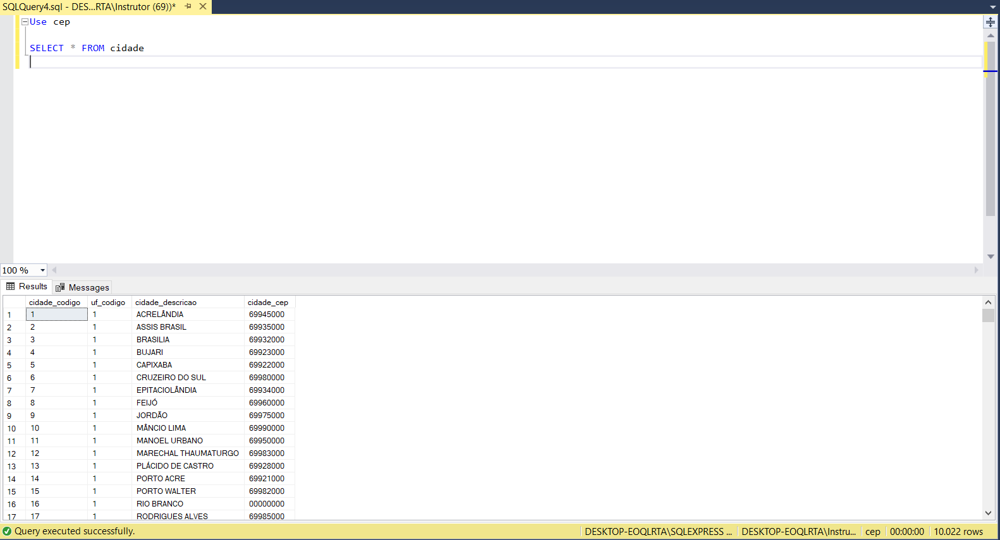 SQLQuery4.sql - DES...RTA\Instrutor (69))*
Use cep
SELECT * FROM cidade
100 %
Results Messages
cidade_codigo uf_codigo cidade_descricao cidade_cep
1 1 1 ACRELÂNDIA 69945000
2 2 1 ASSIS BRASIL 69935000
3 3 1 BRASILIA 69932000
4 4 1 BUJARI 69923000
5 5 1 CAPIXABA 69922000
6 6 1 CRUZEIRO DO SUL 69980000
7 7 1 EPITACIOLÂNDIA 69934000
8 8 1 FEIJÓ 69960000
9 9 1 JORDÃO 69975000
10 10 1 MÂNCIO LIMA 69990000
11 11 1 MANOEL URBANO 69950000
12 12 1 MARECHAL THAUMATURGO 69983000
13 13 1 PLÁCIDO DE CASTRO 69928000
14 14 1 PORTO ACRE 69921000
15 15 1 PORTO WALTER 69982000
16 16 1 RIO BRANCO 00000000
17 17 1 RODRIGUES ALVES 69985000
Query executed successfully. DESKTOP-EOQLRTA\SQLEXPRESS ... DESKTOP-EOQLRTA\Instru... cep 00:00:00 10.022 rows